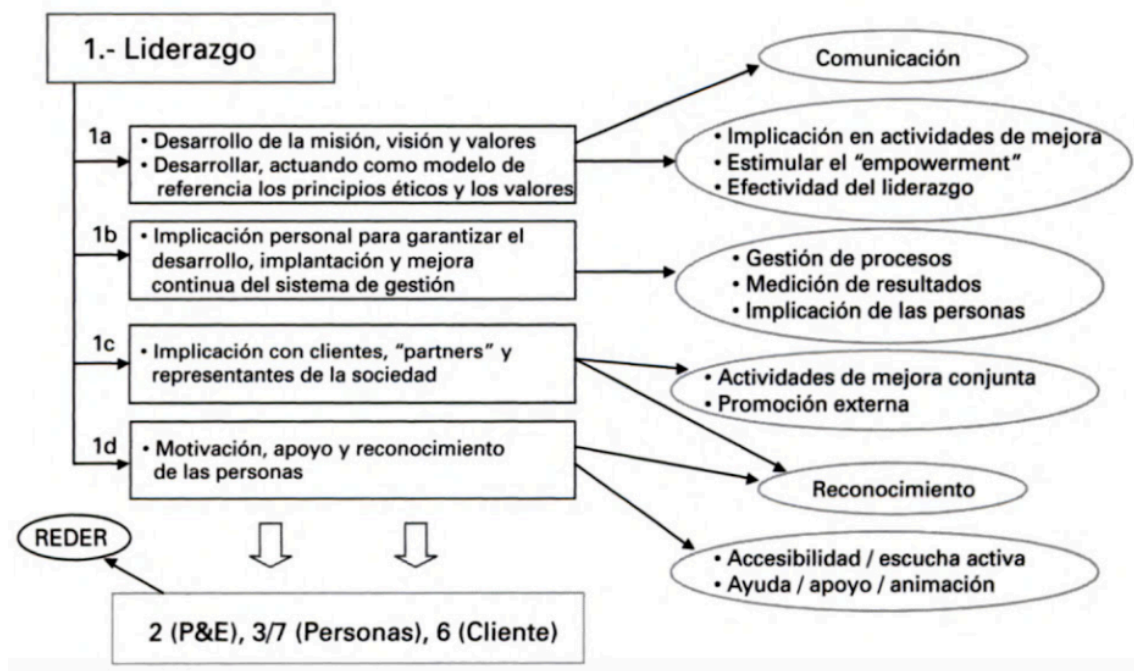 1.- Liderazgo
Comunicación
1a
• Desarrollo de la misión, visión y valores
• Desarrollar, actuando como modelo de
referencia los principios éticos y los valores
• Implicación en actividades de mejora
• Estimular el “empowerment”
• Efectividad del liderazgo
1b
• Implicación personal para garantizar el
desarrollo, implantación y mejora
continua del sistema de gestión
• Gestión de procesos
• Medición de resultados
• Implicación de las personas
1c
• Implicación con clientes, “partners” y
representantes de la sociedad
• Actividades de mejora conjunta
• Promoción externa
1d
• Motivación, apoyo y reconocimiento
de las personas
Reconocimiento
REDER
• Accesibilidad / escucha activa
• Ayuda / apoyo / animación
2 (P&E), 3/7 (Personas), 6 (Cliente)